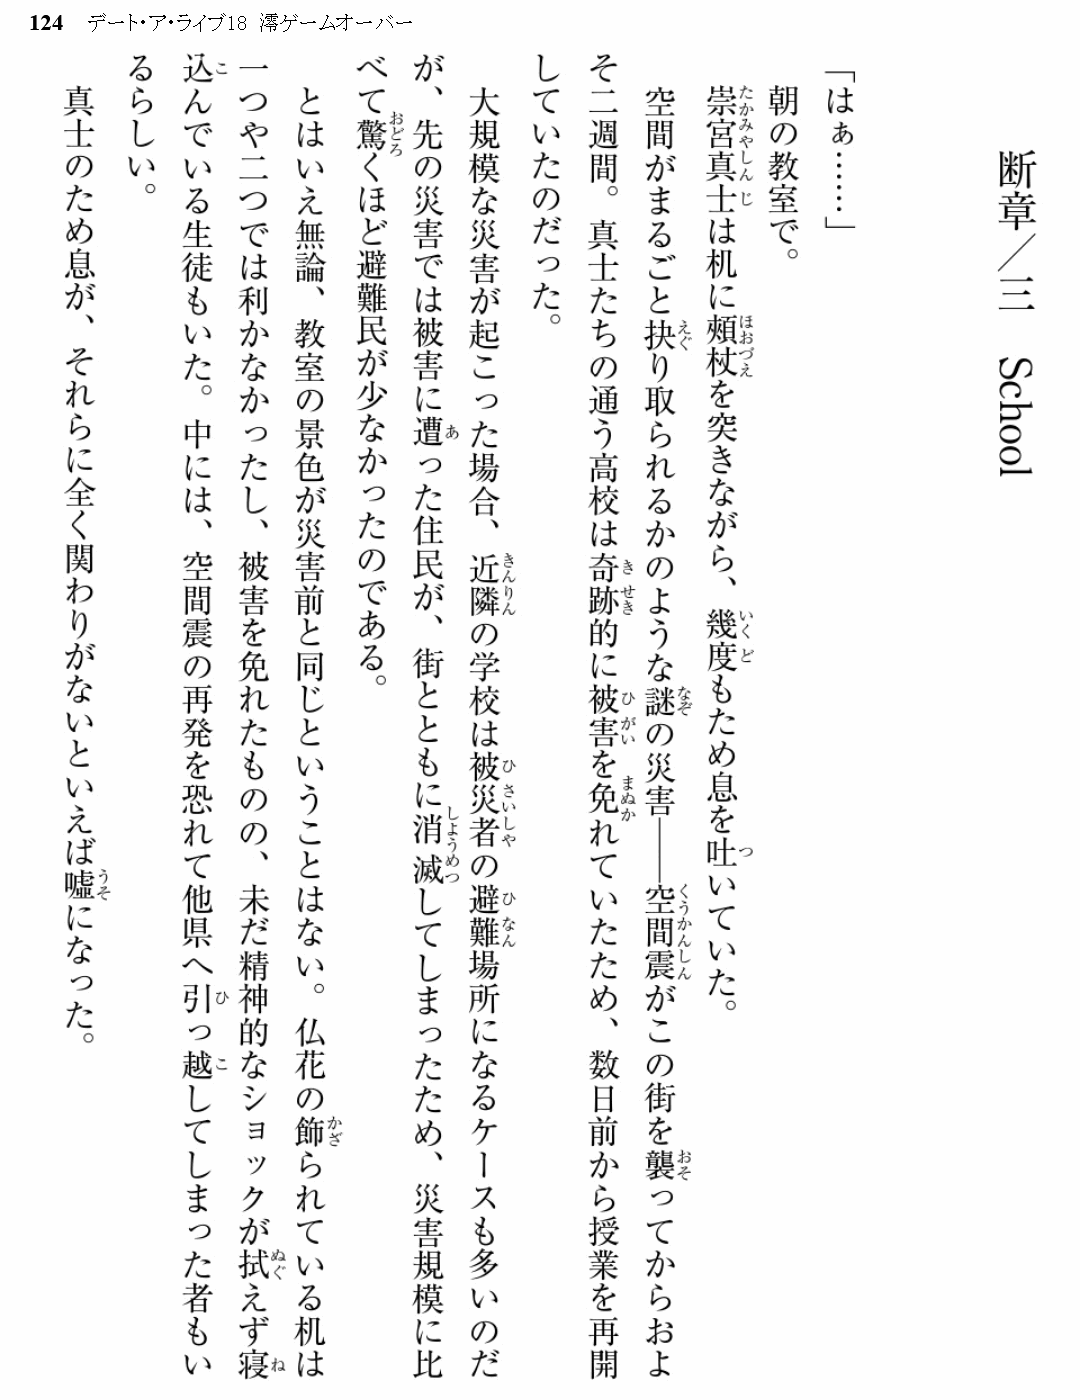 124 デート・ア・ライブ18 澪ゲームオーバー
断章／三　School
「はぁ……」
朝の教室で。
崇宮真士は机に頰杖を突きながら、幾度もため息を吐いていた。
空間がまるごと抉り取られるかのような謎の災害――空間震がこの街を襲ってからおよ
そ二週間。真士たちの通う高校は奇跡的に被害を免れていたため、数日前から授業を再開
していたのだった。
大規模な災害が起こった場合、近隣の学校は被災者の避難場所になるケースも多いのだ
が、先の災害では被害に遭った住民が、街とともに消滅してしまったため、災害規模に比
べて驚くほど避難民が少なかったのである。
とはいえ無論、教室の景色が災害前と同じということはない。仏花の飾られている机は
一つや二つでは利かなかったし、被害を免れたものの、未だ精神的なショックが拭えず寝
込んでいる生徒もいた。中には、空間震の再発を恐れて他県へ引っ越してしまった者もい
るらしい。
真士のため息が、それらに全く関わりがないといえば噓になった。